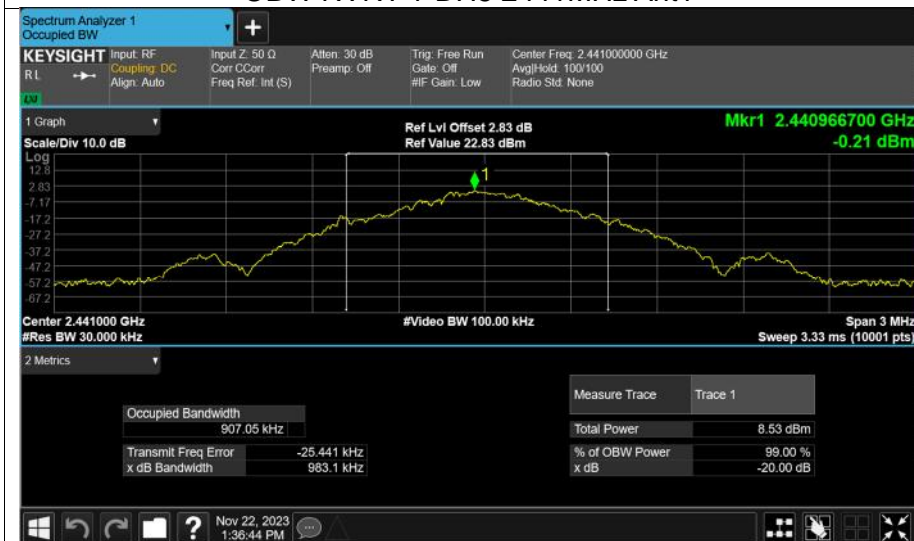 Spectrum Analyzer 1
Occupied BW
+
KEYSIGHT
RL
Input: RF
Coupling: DC
Align: Auto
Input Z: 50 Ω
Corr CCorr
Freq Ref: Int (S)
Atten: 30 dB
Preamp: Off
Trig: Free Run
Gate: Off
#IF Gain: Low
Center Freq: 2.441000000 GHz
Avg|Hold: 100/100
Radio Std: None
1 Graph
Scale/Div 10.0 dB
Ref Lvl Offset 2.83 dB
Ref Value 22.83 dBm
Mkr1 2.440966700 GHz
-0.21 dBm
Log
12.8
2.83
-7.17
-17.2
-27.2
-37.2
-47.2
-57.2
-67.2
1
Center 2.441000 GHz
#Res BW 30.000 kHz
#Video BW 100.00 kHz
Span 3 MHz
Sweep 3.33 ms (10001 pts)
2 Metrics
Occupied Bandwidth
907.05 kHz
Transmit Freq Error -25.441 kHz
x dB Bandwidth 983.1 kHz
Measure Trace Trace 1
Total Power 8.53 dBm
% of OBW Power 99.00 %
x dB -20.00 dB
?
Nov 22, 2023
1:36:44 PM